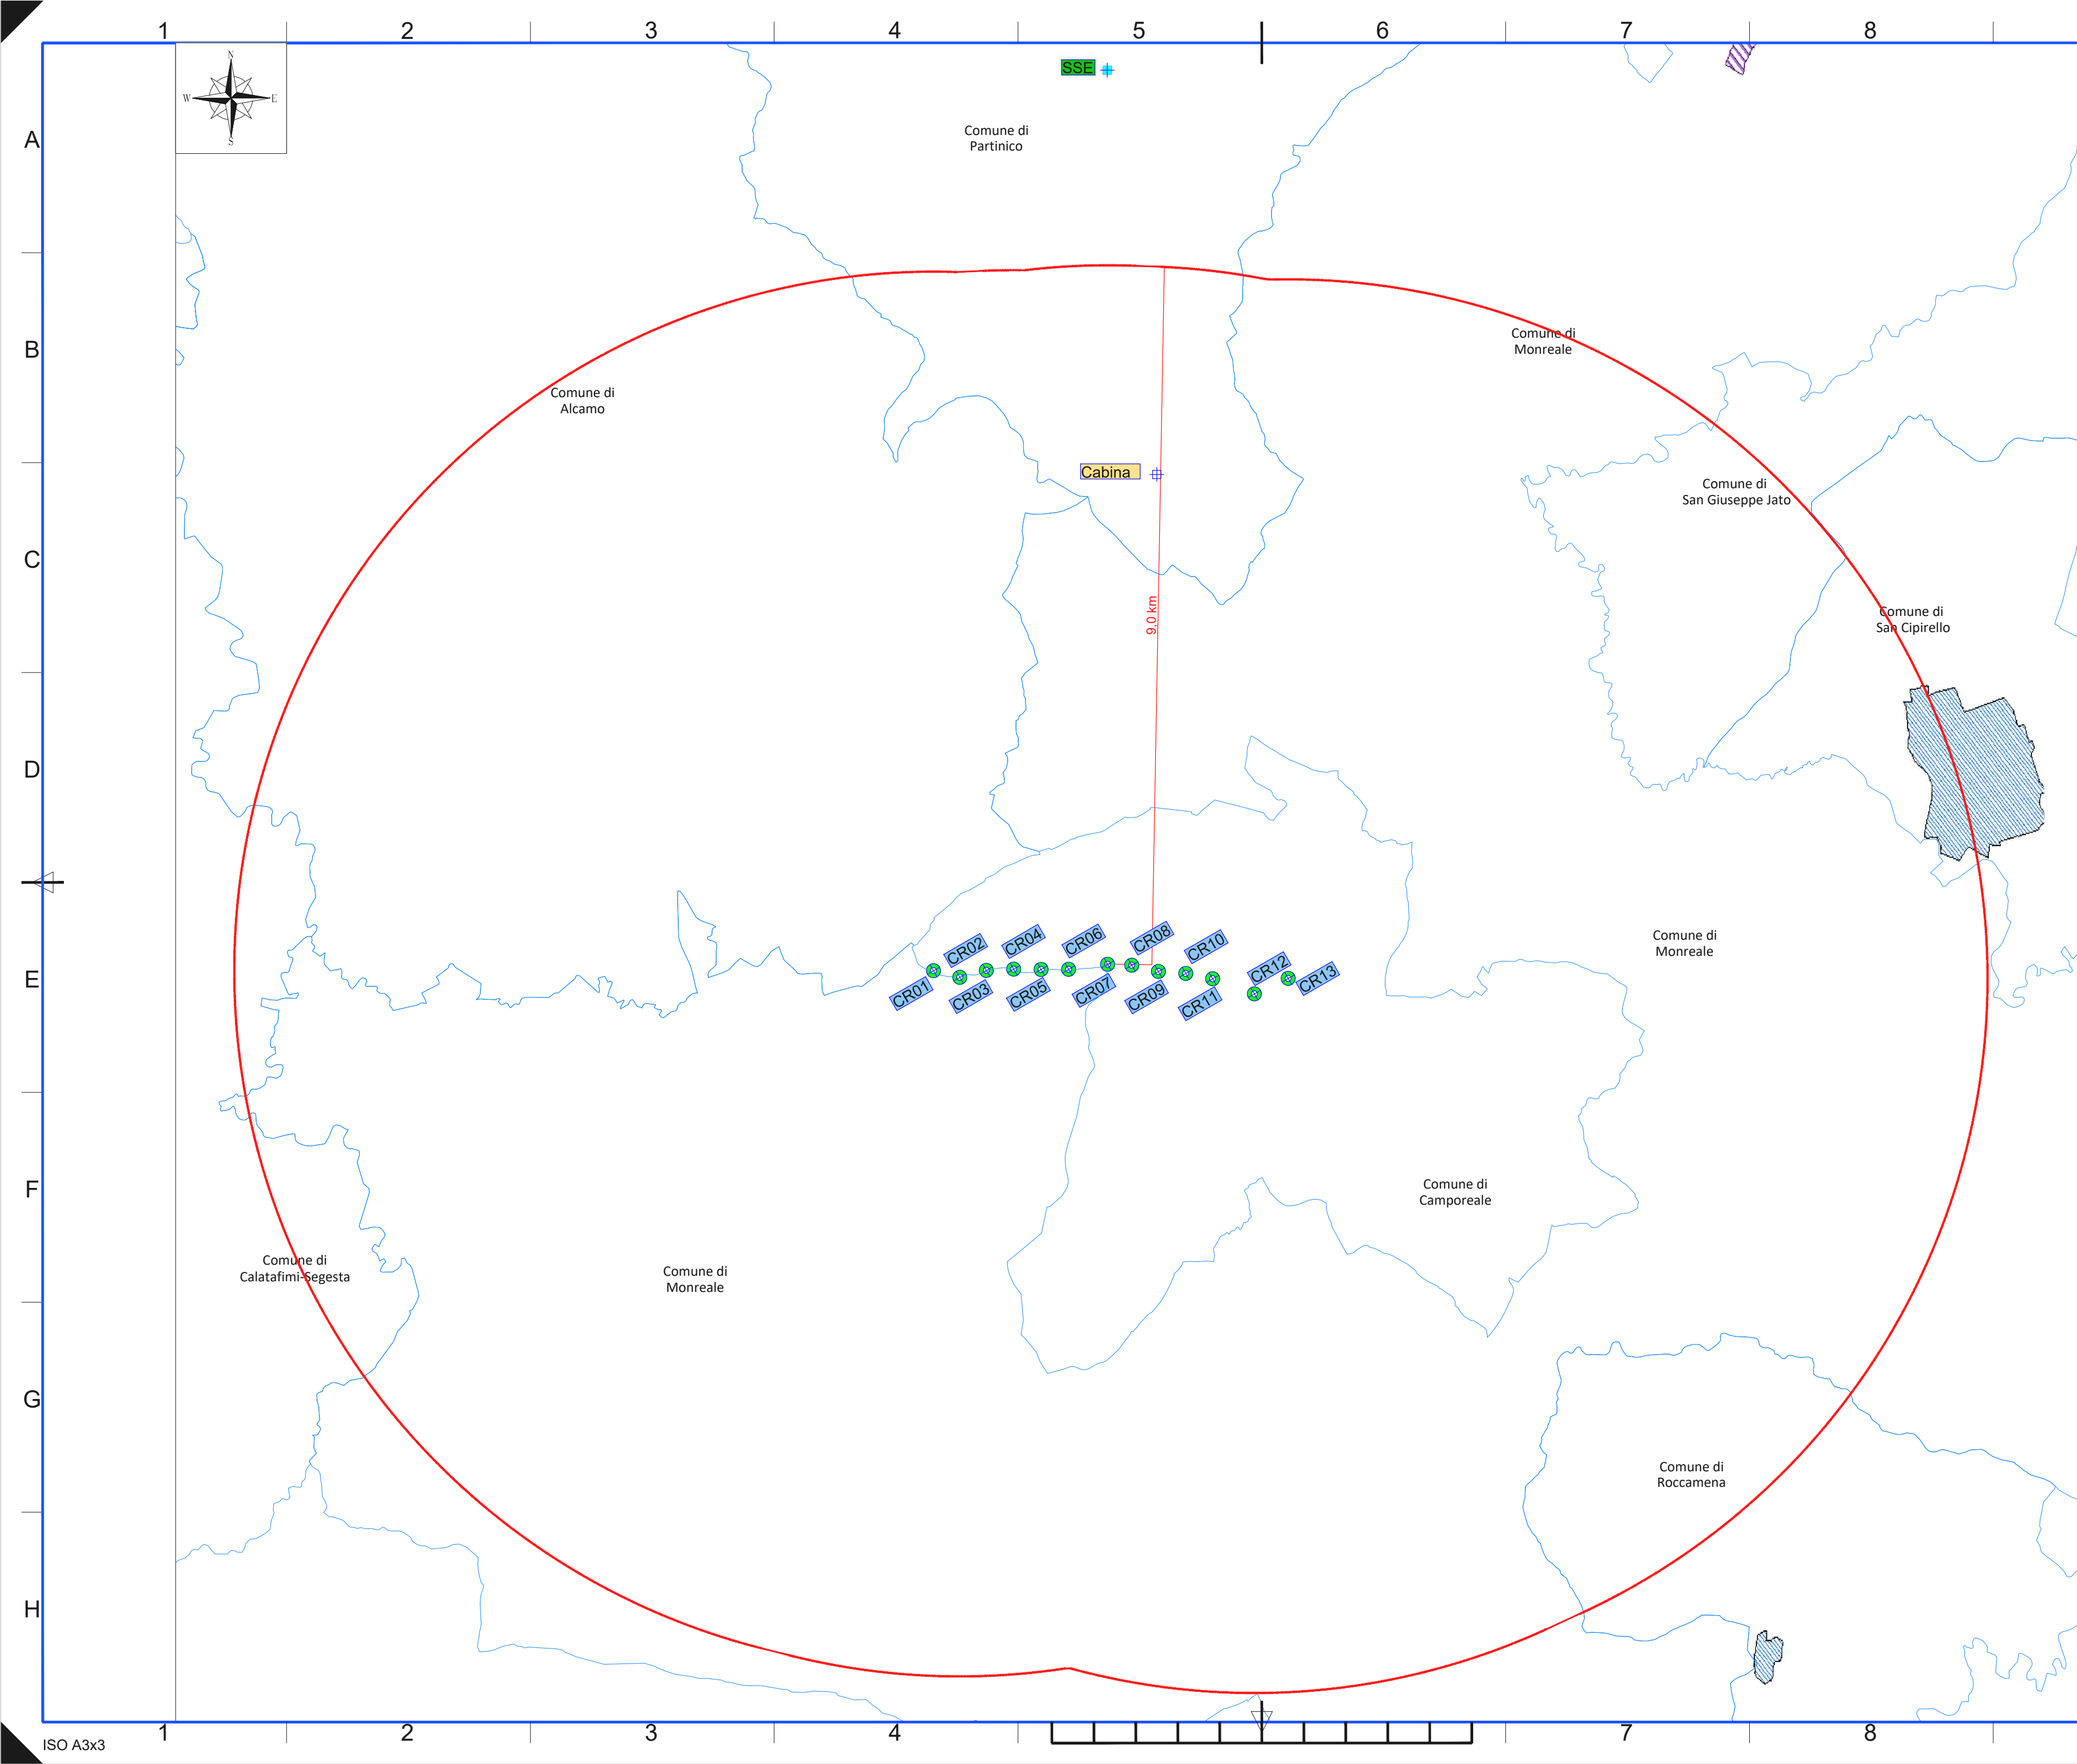 1 2 3 4 5 6 7 8
N
W E
S
SSE
A
Comune di
Partinico
B
Comune di
Monreale
Comune di
Alcamo
Cabina
Comune di
San Giuseppe Jato
C
9,0 km
Comune di
San Cipirello
D
CR02 CR04 CR06 CR08 CR10
Comune di
Monreale
E
CR12 CR13
CR01 CR03 CR05 CR07 CR09 CR11
F
Comune di
Camporeale
Comune di
Calatafimi-Segesta
Comune di
Monreale
G
Comune di
Roccamena
H
1 2 3 4 7 8
ISO A3x3